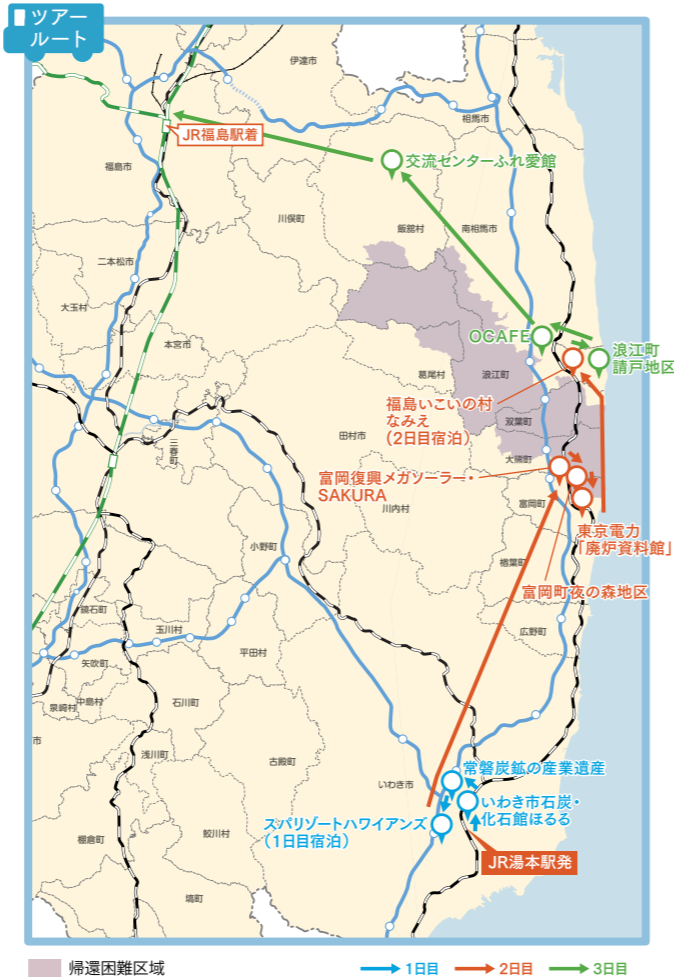 ツアー
ルート
伊達市
相馬市
JR福島駅着
交流センターふれ愛館
福島市
川俣町
飯舘村
南相馬市
二本松市
大玉村
本宮市
OCAFE
浪江町
請戸地区
葛尾村
浪江町
福島いこいの村
なみえ
(2日目宿泊)
双葉町
田村市
三春町
大熊町
富岡復興メガソーラー・
SAKURA
富岡町
川内村
東京電力
「廃炉資料館」
小野町
楢葉町
富岡町夜の森地区
鏡石町
玉川村
広野町
平田村
矢吹町
中島村
泉崎村
石川町
市
浅川町
古殿町
いわき市
常磐炭鉱の産業遺産
いわき市石炭・
化石館ほるる
スパリゾートハワイアンズ
(1日目宿泊)
鮫川村
棚倉町
JR湯本駅発
塙町
帰還困難区域
1日目
2日目
3日目